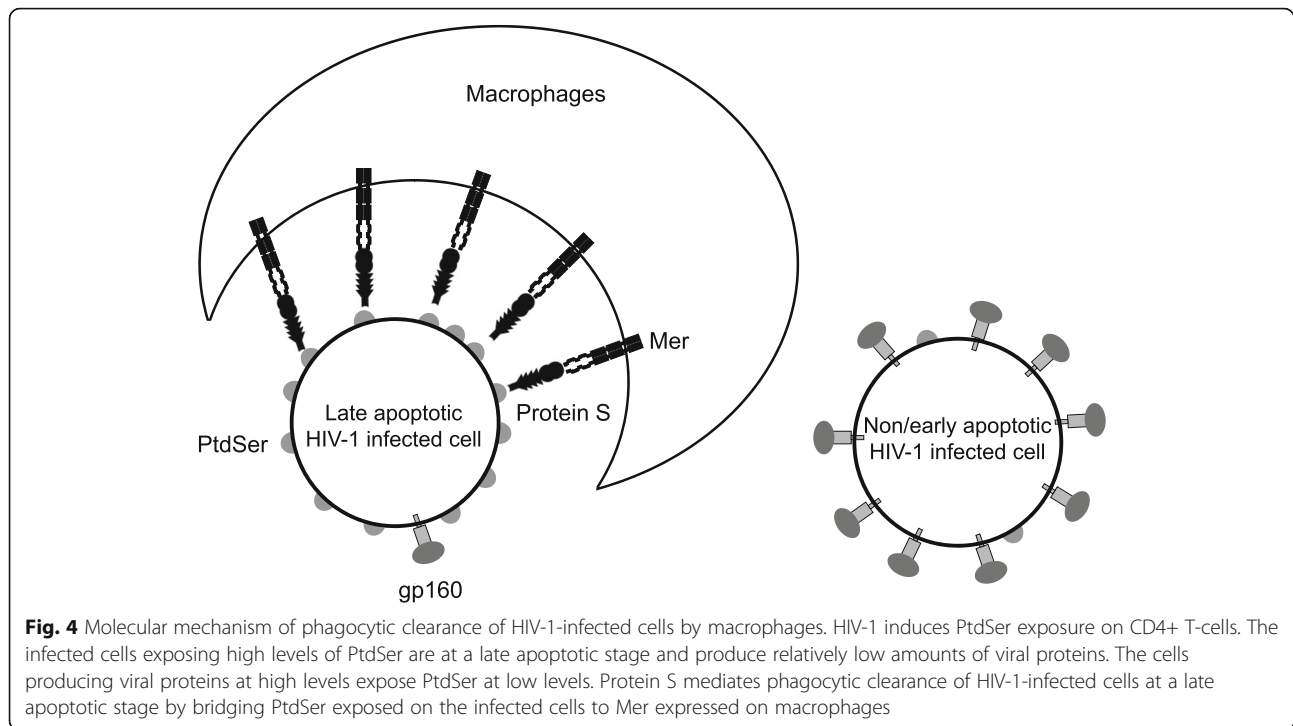 Macrophages
Mer
Protein S
Late apoptotic
HIV-1 infected cell
PtdSer
gp160
Non/early apoptotic
HIV-1 infected cell
Fig. 4 Molecular mechanism of phagocytic clearance of HIV-1-infected cells by macrophages. HIV-1 induces PtdSer exposure on CD4+ T-cells. The
infected cells exposing high levels of PtdSer are at a late apoptotic stage and produce relatively low amounts of viral proteins. The cells
producing viral proteins at high levels expose PtdSer at low levels. Protein S mediates phagocytic clearance of HIV-1-infected cells at a late
apoptotic stage by bridging PtdSer exposed on the infected cells to Mer expressed on macrophages